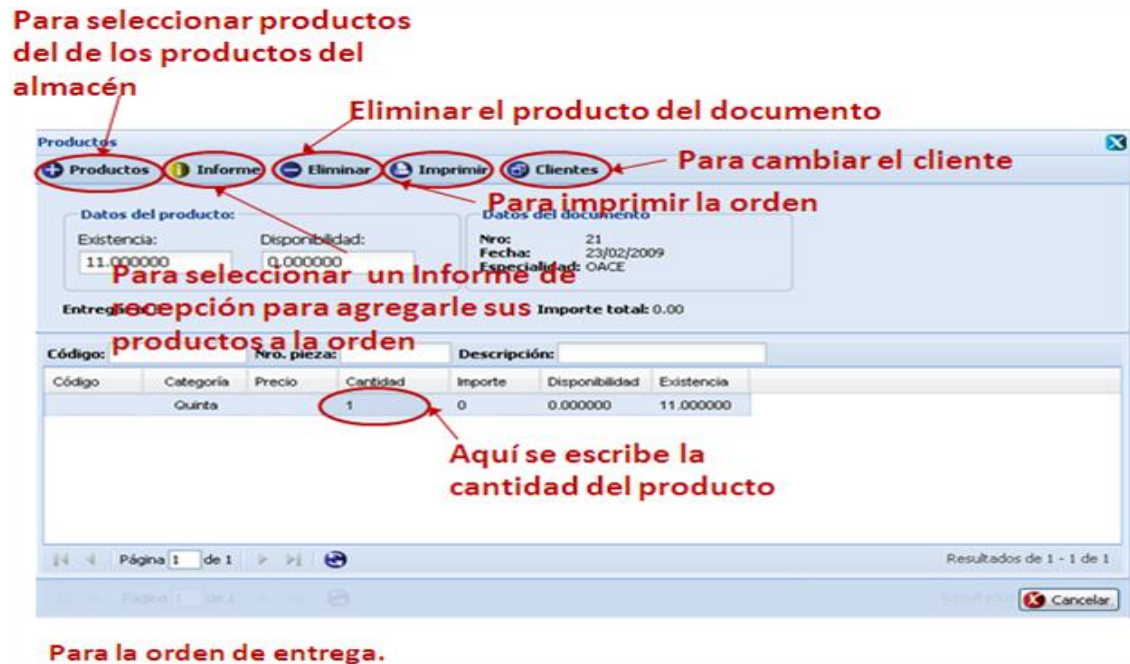 Para seleccionar productos
del de los productos del
almacén
Eliminar el producto del documento
Productos
Productos Informe Eliminar Imprimir Clientes
Para cambiar el cliente
Para imprimir la orden
Datos del producto:
Datos del documento
Existencia: Disponibilidad:
11.000000 0.000000
Nro: 21
Fecha: 23/02/2009
Especialidad: OACE
Para seleccionar un Informe de
recepción para agregarle sus
productos a la orden
Importe total: 0.00
Código: Nro. pieza: Descripción:
Código Categoría Precio Cantidad Importe Disponibilidad Existencia
Quinta 1 0 0.000000 11.000000
Aquí se escribe la
cantidad del producto
Página 1 de 1
Resultados de 1 - 1 de 1
Página 1 de 1
Cancelar
Para la orden de entrega.